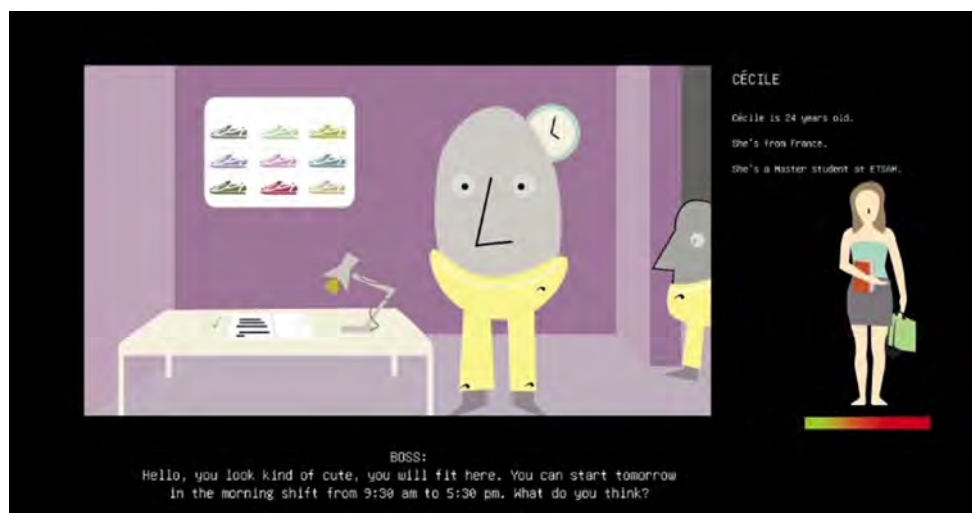 CÉCILE
Cécile is 24 years old.
She's from France.
She's a Master student at ETSAM.
BOSS:
Hello, you look kind of cute, you will fit here. You can start tomorrow
in the morning shift from 9:30 am to 5:30 pm. What do you think?